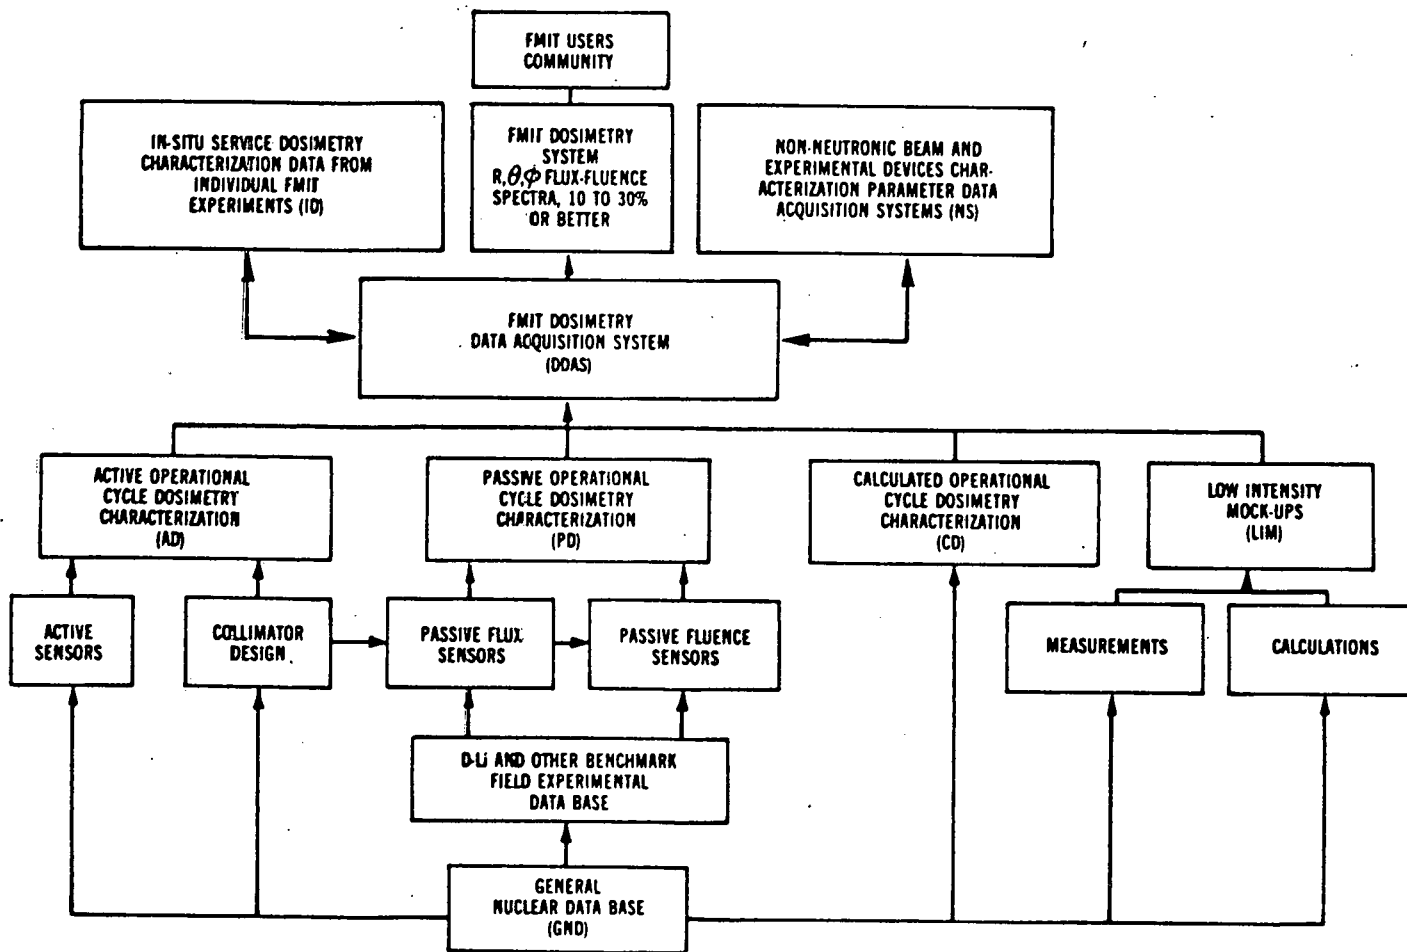 FMIT USERS
COMMUNITY
IN-SITU SERVICE DOSIMETRY
CHARACTERIZATION DATA FROM
INDIVIDUAL FMIT
EXPERIMENTS (ID)
FMIT DOSIMETRY
SYSTEM
R,θ,φ FLUX-FLUENCE
SPECTRA, 10 TO 30%
OR BETTER
NON-NEUTRONIC BEAM AND
EXPERIMENTAL DEVICES CHAR-
ACTERIZATION PARAMETER DATA
ACQUISITION SYSTEMS (NS)
FMIT DOSIMETRY
DATA ACQUISITION SYSTEM
(DDAS)
ACTIVE OPERATIONAL
CYCLE DOSIMETRY
CHARACTERIZATION
(AD)
PASSIVE OPERATIONAL
CYCLE DOSIMETRY
CHARACTERIZATION
(PD)
CALCULATED OPERATIONAL
CYCLE DOSIMETRY
CHARACTERIZATION
(CD)
LOW INTENSITY
MOCK-UPS
(LIM)
ACTIVE
SENSORS
COLLIMATOR
DESIGN
PASSIVE FLUX
SENSORS
PASSIVE FLUENCE
SENSORS
MEASUREMENTS
CALCULATIONS
D-Li AND OTHER BENCHMARK
FIELD EXPERIMENTAL
DATA BASE
GENERAL
NUCLEAR DATA BASE
(GND)